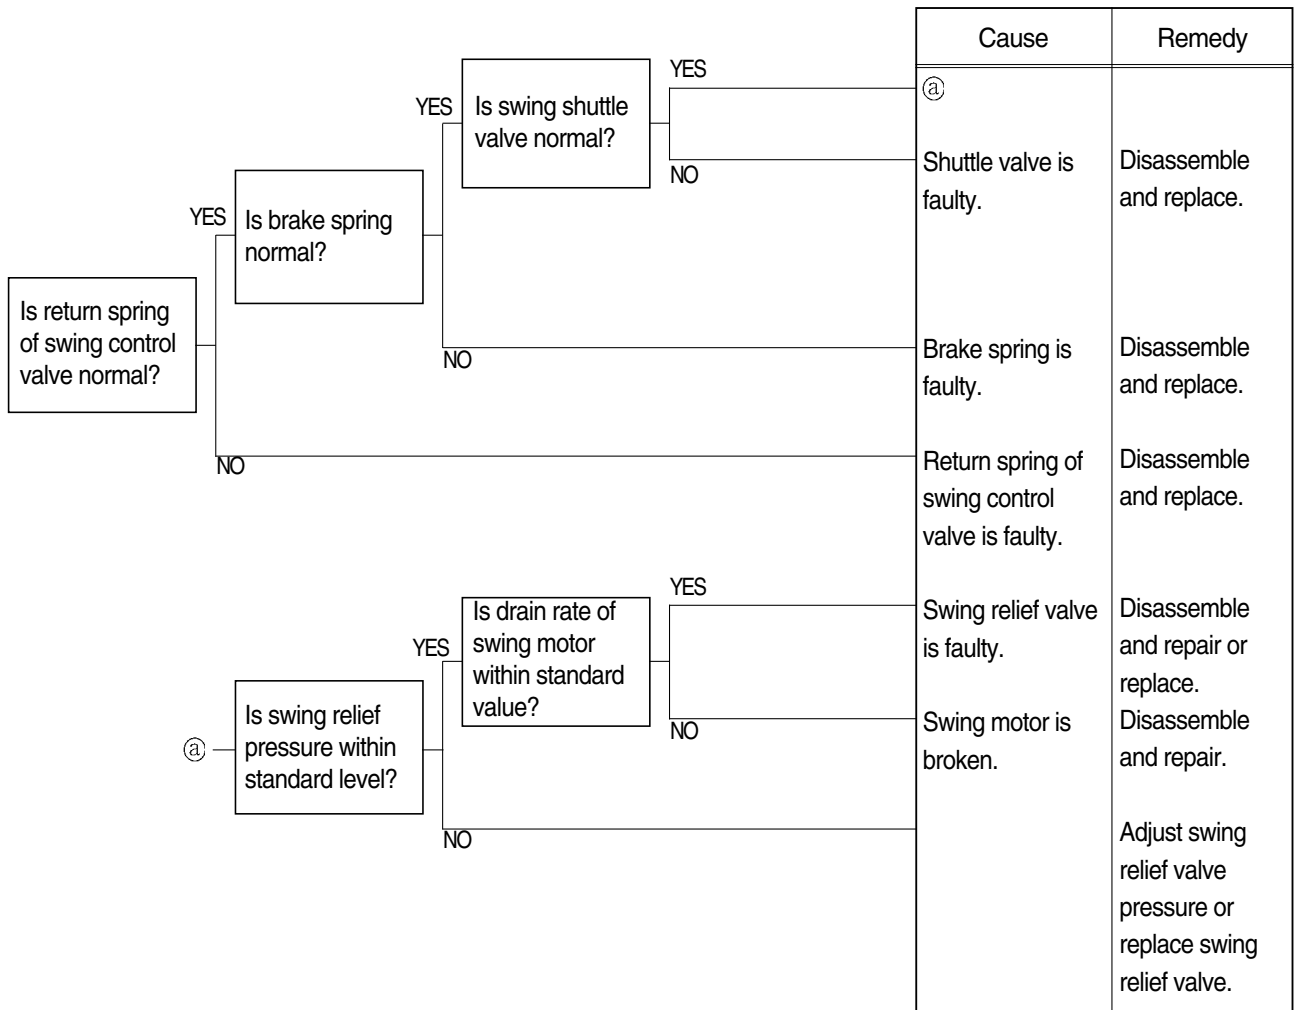 Cause
Remedy
YES
Is swing shuttle
valve normal?
YES
NO
ⓐ
Shuttle valve is
faulty.
Disassemble
and replace.
YES
Is brake spring
normal?
NO
Brake spring is
faulty.
Disassemble
and replace.
Is return spring
of swing control
valve normal?
NO
Return spring of
swing control
valve is faulty.
Disassemble
and replace.
YES
Is drain rate of
swing motor
within standard
value?
YES
NO
Swing relief valve
is faulty.
Disassemble
and repair or
replace.
Swing motor is
broken.
Disassemble
and repair.
ⓐ
Is swing relief
pressure within
standard level?
NO
Adjust swing
relief valve
pressure or
replace swing
relief valve.